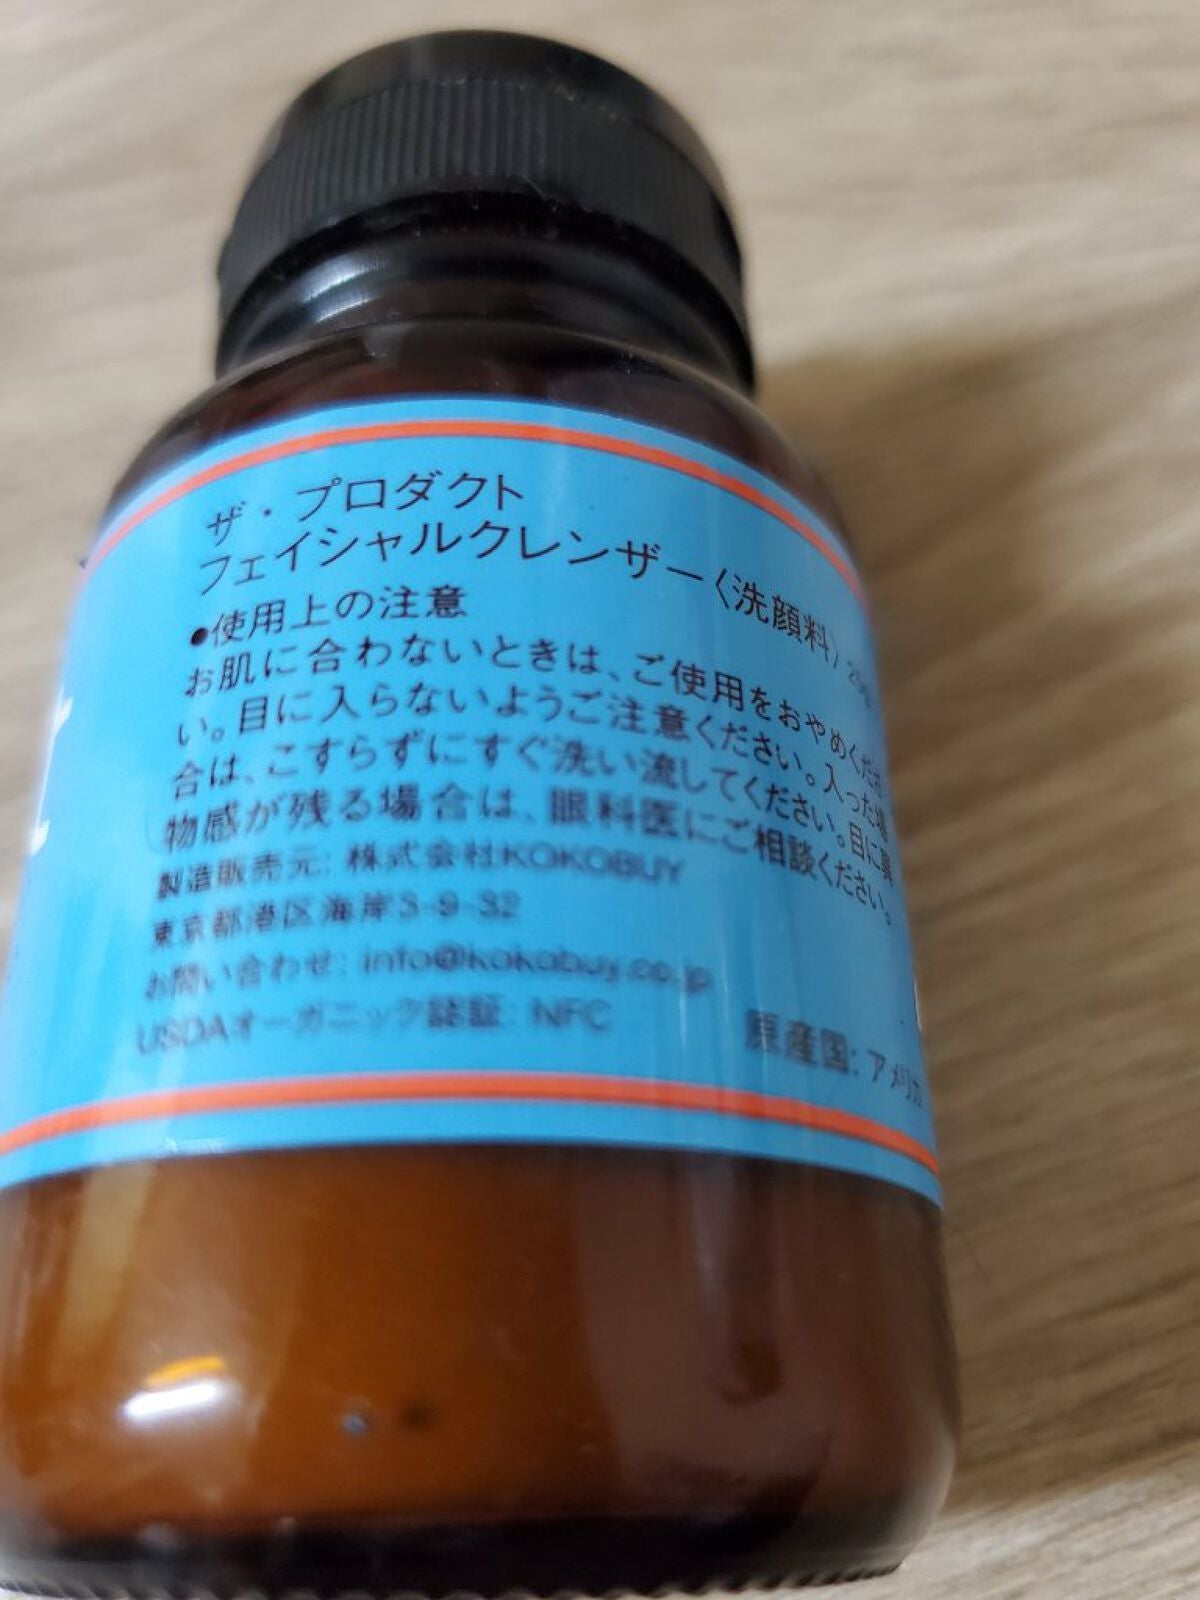 ザ・プロダクト
フェイシャルクレンザー〈洗顔料〉
●使用上の注意
お肌に合わないときは、ご使用をおやめくださ
い。目に入らないようご注意ください。入った場
合は、こすらずにすぐ洗い流してください。目に異
物感が残る場合は、眼科医にご相談ください。
製造販売元: 株式会社KOKOBUY
東京都港区海岸3-9-32
お問い合わせ: info@kokobuy.co.jp
USDAオーガニック認証: NFC
原産国: アメリカ